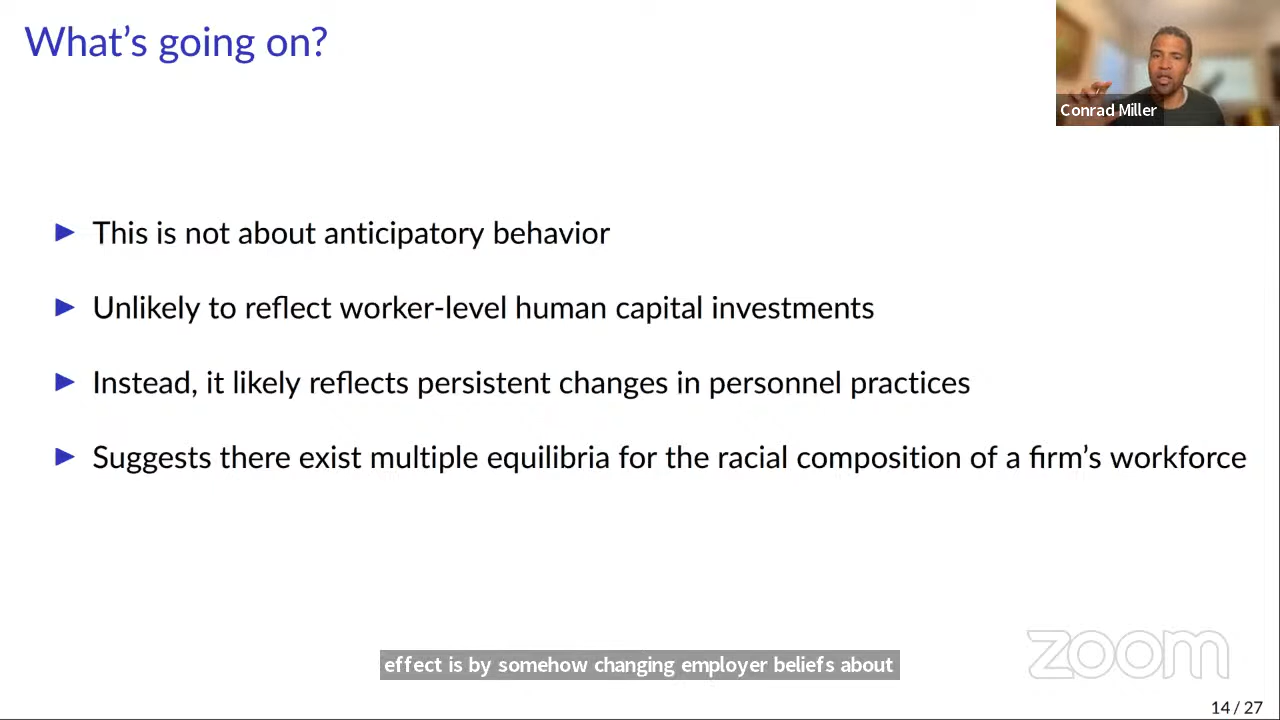 What's going on?
Conrad Miller
▶ This is not about anticipatory behavior
▶ Unlikely to reflect worker-level human capital investments
▶ Instead, it likely reflects persistent changes in personnel practices
▶ Suggests there exist multiple equilibria for the racial composition of a firm's workforce
effect is by somehow changing employer beliefs about
zoom
14 / 27